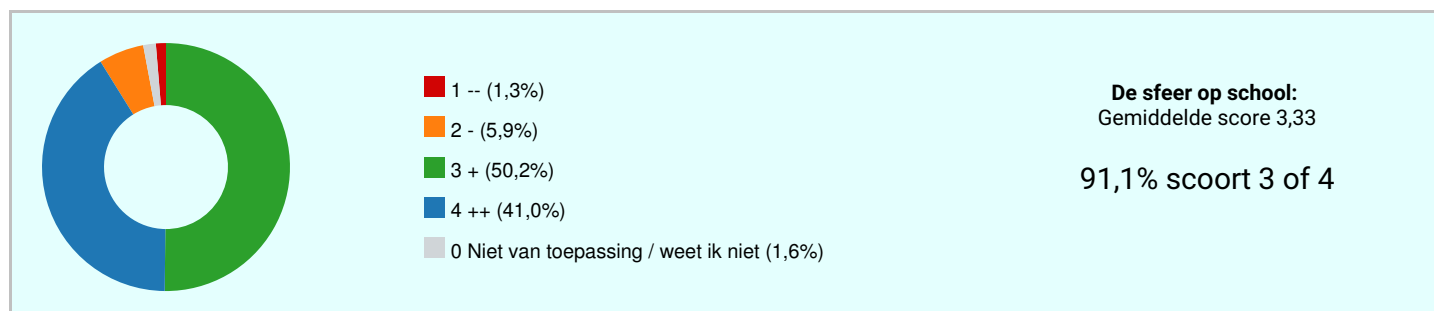 1 -- (1,3%)
2 - (5,9%)
3 + (50,2%)
4 ++ (41,0%)
0 Niet van toepassing / weet ik niet (1,6%)
De sfeer op school:
Gemiddelde score 3,33
91,1% scoort 3 of 4